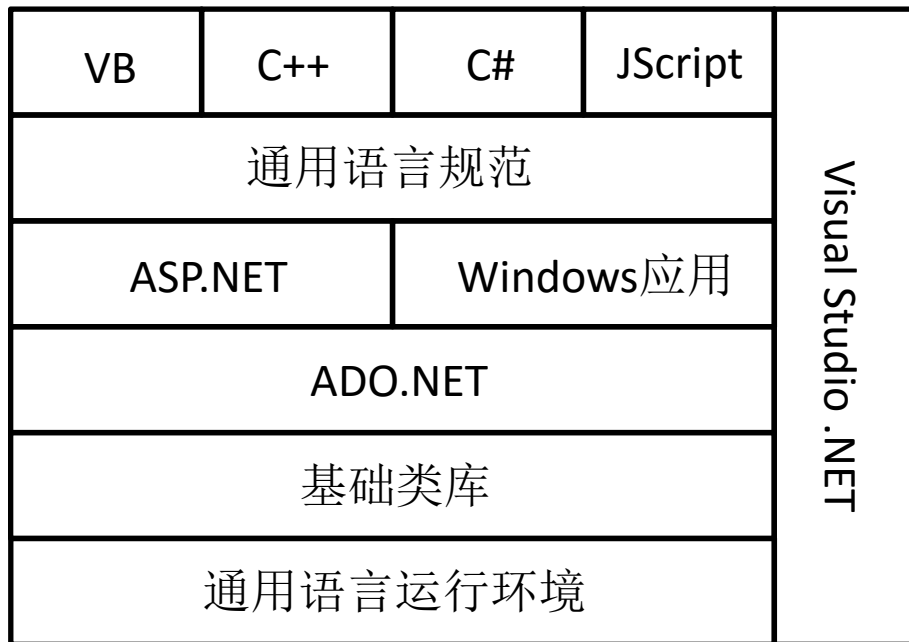 VB
C++
C#
JScript
通用语言规范
ASP.NET
Windows应用
ADO.NET
基础类库
通用语言运行环境
Visual Studio .NET